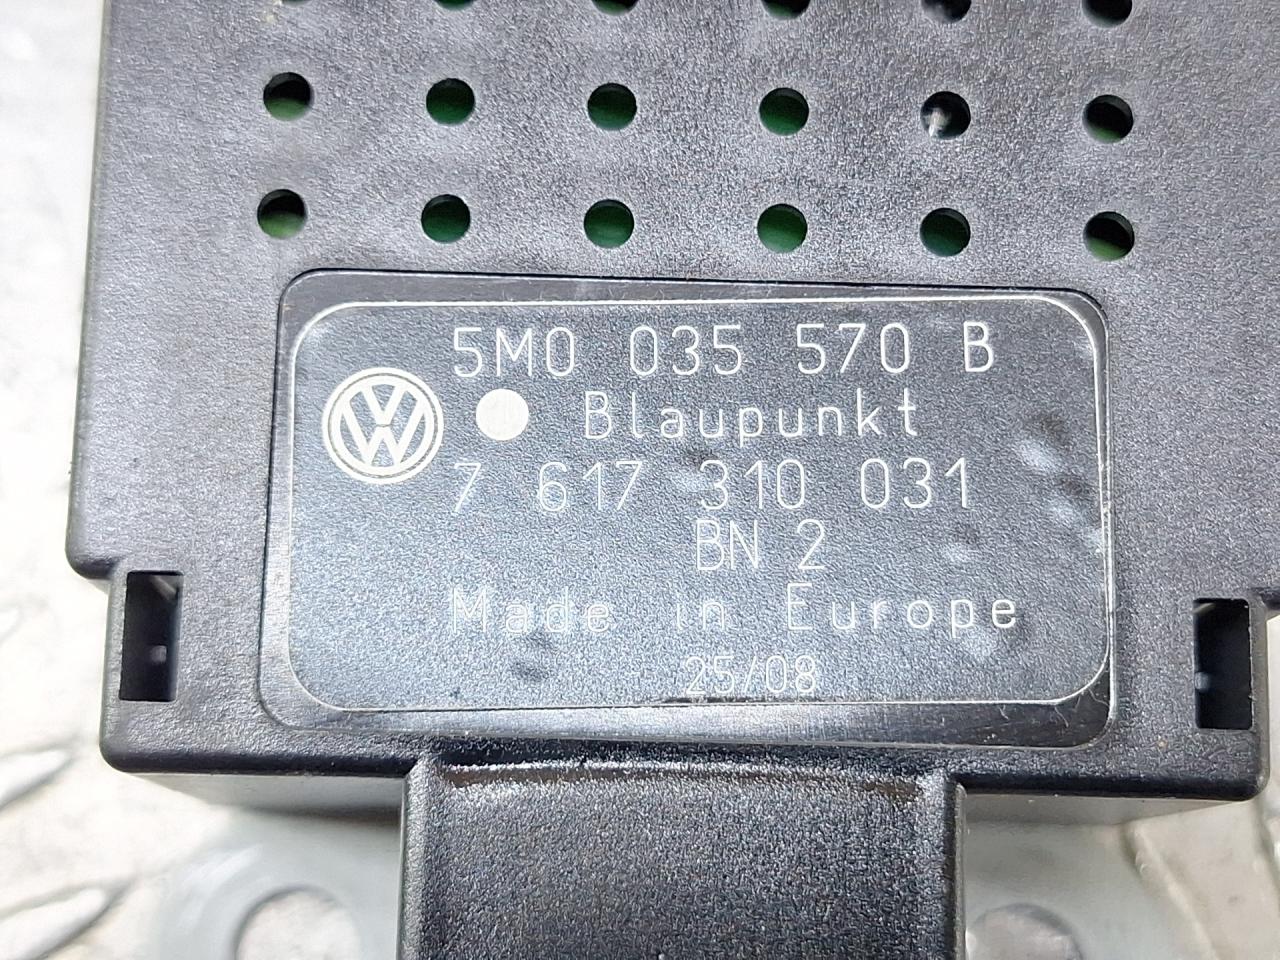 5M0 035 570 B
Blaupunkt
7 617 310 031
BN 2
Made in Europe
25/08